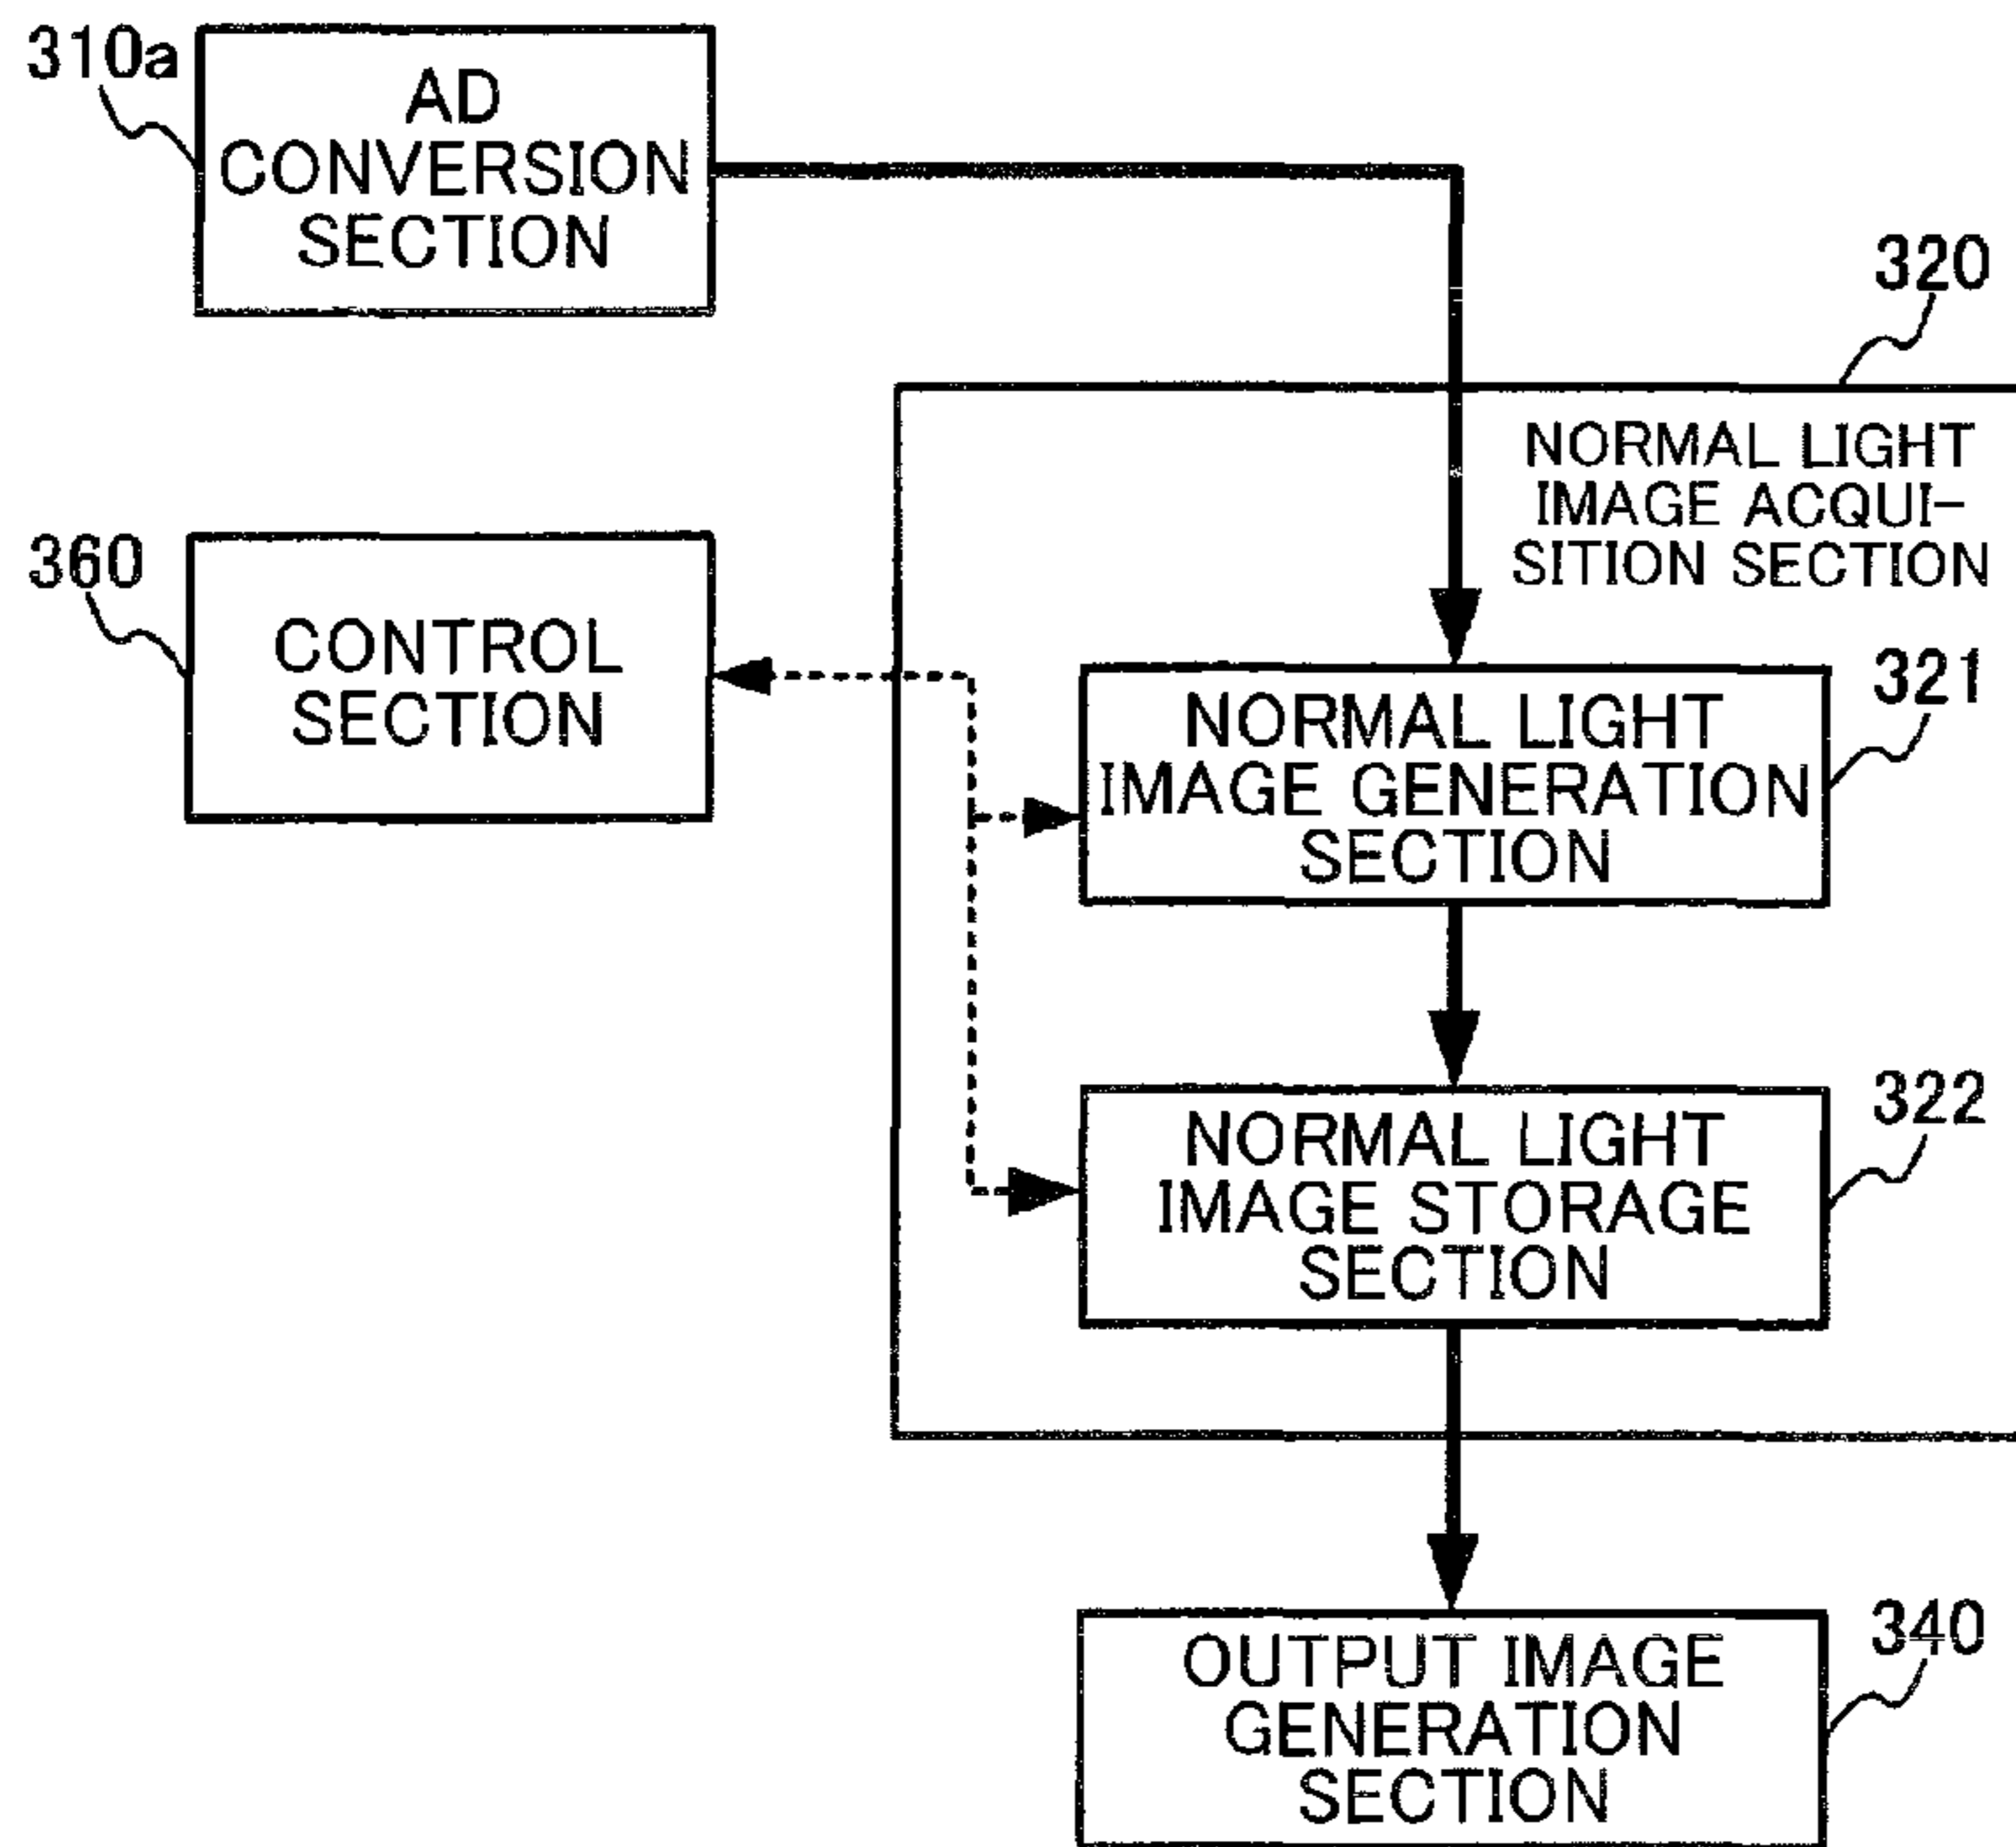 310a
AD
CONVERSION
SECTION
320
NORMAL LIGHT
IMAGE ACQUI-
SITION SECTION
360
CONTROL
SECTION
321
NORMAL LIGHT
IMAGE GENERATION
SECTION
322
NORMAL LIGHT
IMAGE STORAGE
SECTION
340
OUTPUT IMAGE
GENERATION
SECTION